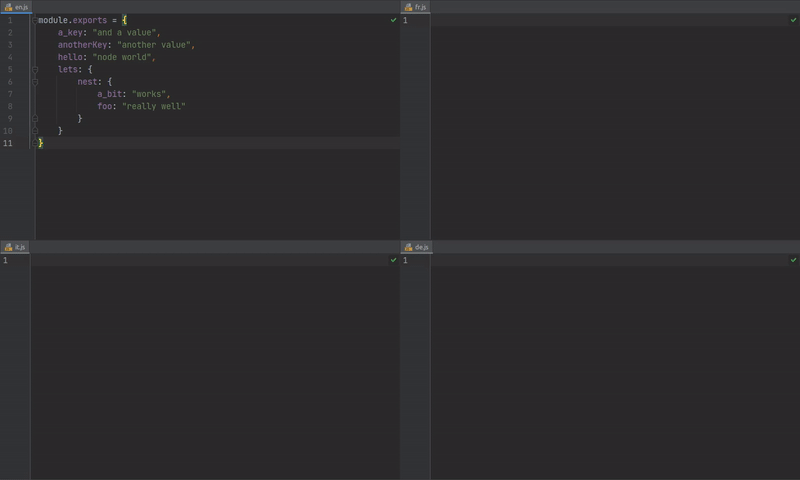 en.js
1 module.exports = {
2 a_key: "and a value",
3 anotherKey: "another value",
4 hello: "node world",
5 lets: {
6 nest: {
7 a_bit: "works",
8 foo: "really well"
9 }
10 }
11 }
fr.js
1
it.js
1
de.js
1